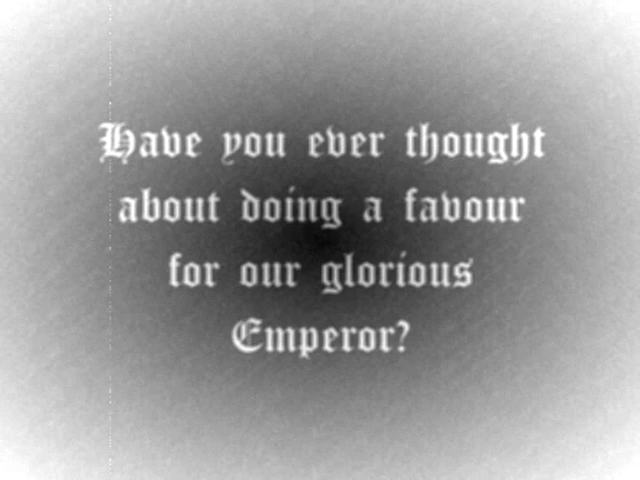 Have you ever thought
about doing a favour
for our glorious
Emperor?